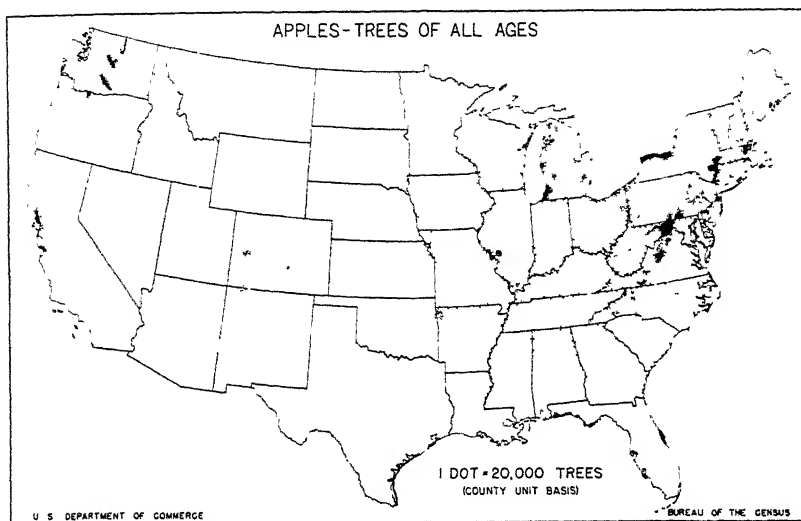 APPLES-TREES OF ALL AGES
1 DOT = 20,000 TREES
(COUNTY UNIT BASIS)
U S DEPARTMENT OF COMMERCE
BUREAU OF THE CENSUS